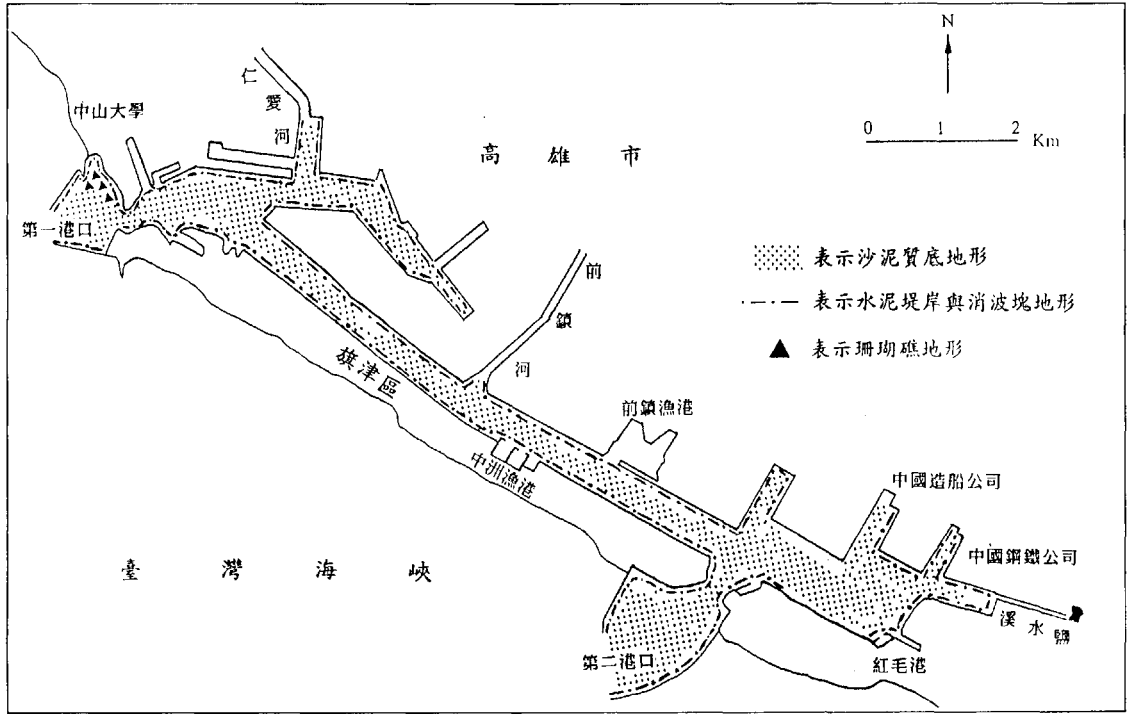 N
0 1 2 Km
仁愛河
中山大學
高雄市
第一港口
前鎮河
表示沙泥質底地形
表示水泥堤岸與消波塊地形
表示珊瑚礁地形
旗津區
前鎮漁港
中洲漁港
中國造船公司
中國鋼鐵公司
臺灣海峽
溪水鹽
第二港口
紅毛港